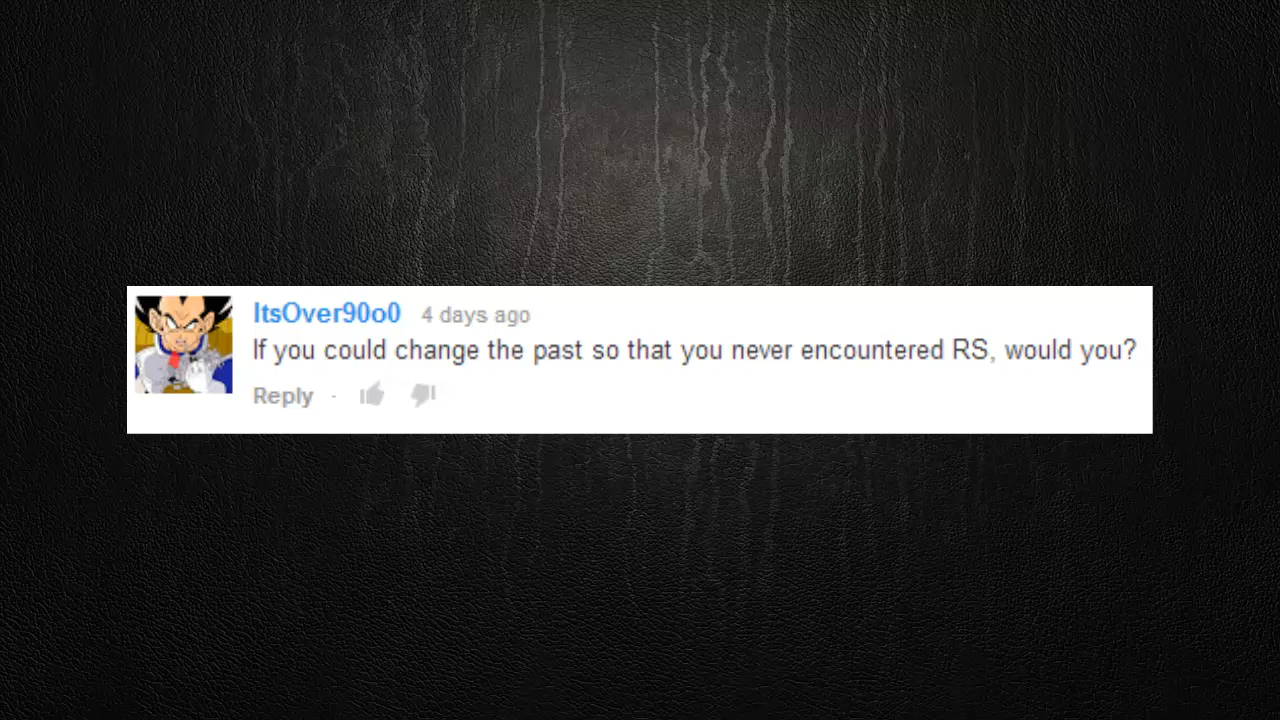 ItsOver90o0 4 days ago
If you could change the past so that you never encountered RS, would you?
Reply ·